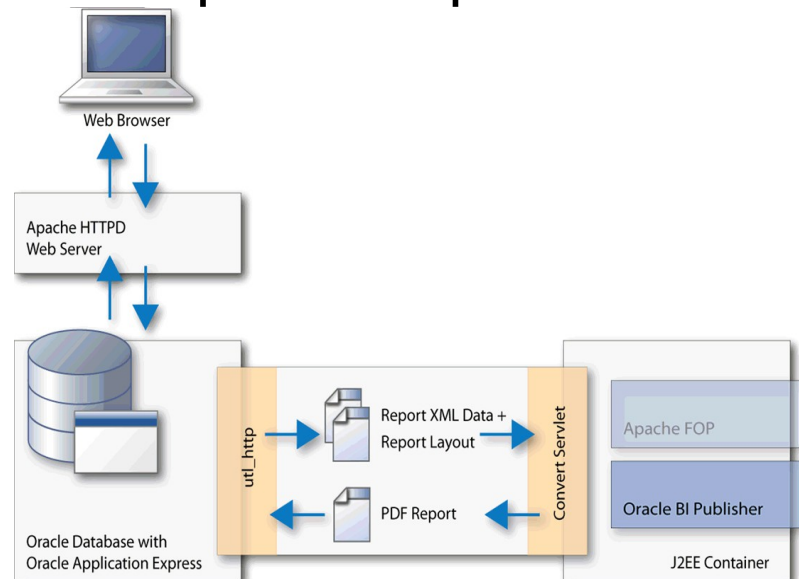 Web Browser
Apache HTTPD
Web Server
utl_http
Report XML Data +
Report Layout
PDF Report
Convert Servlet
Apache FOP
Oracle BI Publisher
Oracle Database with
Oracle Application Express
J2EE Container